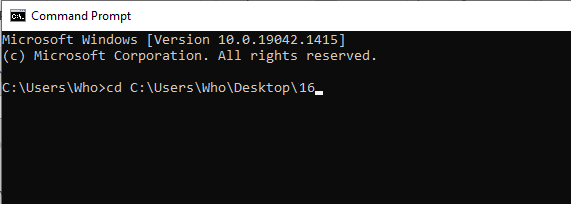 Command Prompt
Microsoft Windows [Version 10.0.19042.1415]
(c) Microsoft Corporation. All rights reserved.
C:\Users\Who>cd C:\Users\Who\Desktop\16